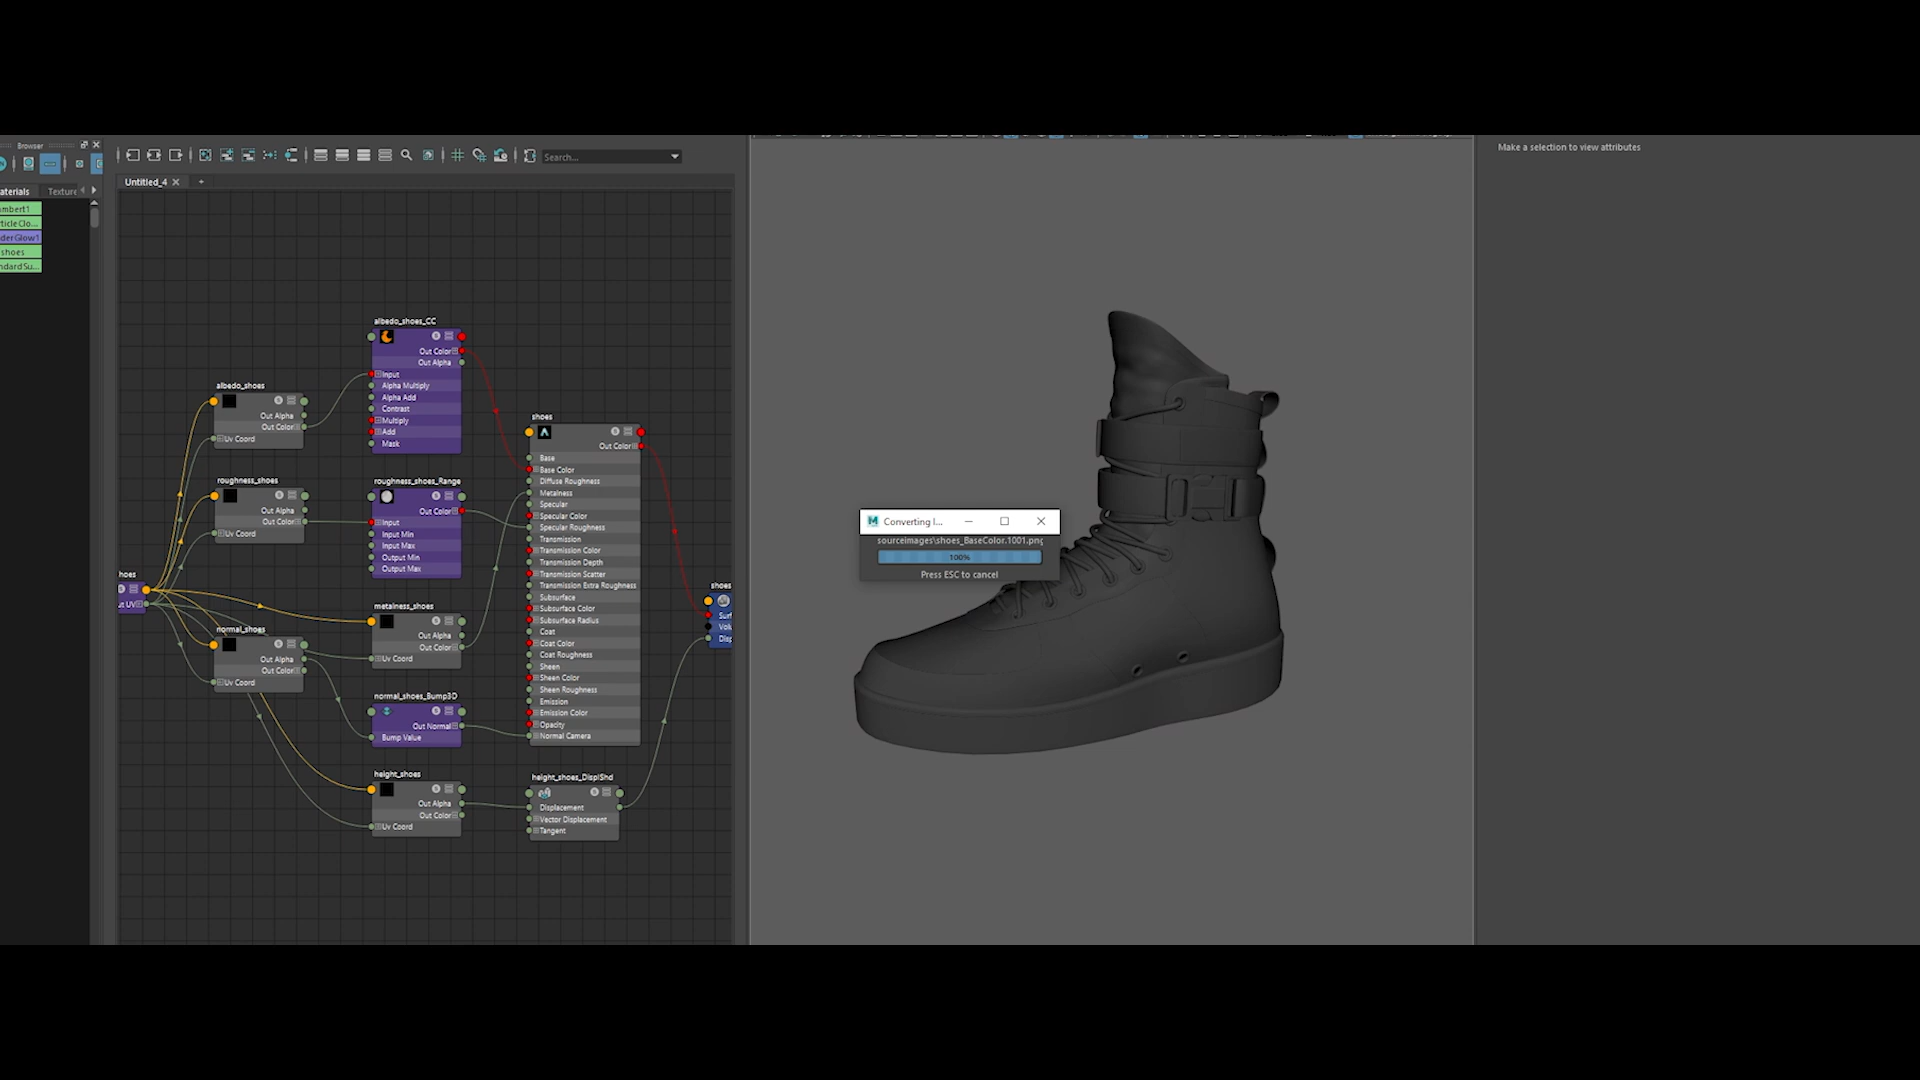 Browser
Search...
Make a selection to view attributes
Untitled_4
+
aterials
Texture
mbert1
ticleClo...
derGlow1
shoes
ndardSu...
albedo_shoes_CC
Out Color
Out Alpha
Input
Alpha Multiply
Alpha Add
Contrast
Multiply
Add
Mask
albedo_shoes
Out Alpha
Out Color
Uv Coord
roughness_shoes
Out Alpha
Out Color
Uv Coord
roughness_shoes_Range
Out Color
Input
Input Min
Input Max
Output Min
Output Max
hoes
ut UV
metalness_shoes
Out Alpha
Out Color
Uv Coord
normal_shoes
Out Alpha
Out Color
Uv Coord
normal_shoes_Bump3D
Out Normal
Bump Value
height_shoes
Out Alpha
Out Color
Uv Coord
shoes
Out Color
Base
Base Color
Diffuse Roughness
Metalness
Specular
Specular Color
Specular Roughness
Transmission
Transmission Color
Transmission Depth
Transmission Scatter
Transmission Extra Roughness
Subsurface
Subsurface Color
Subsurface Radius
Coat
Coat Color
Coat Roughness
Sheen
Sheen Color
Sheen Roughness
Emission
Emission Color
Opacity
Normal Camera
height_shoes_DisplShd
Displacement
Vector Displacement
Tangent
shoes
Surf
Volu
Disp
Converting I...
sourceimages\shoes_BaseColor.1001.png
100%
Press ESC to cancel